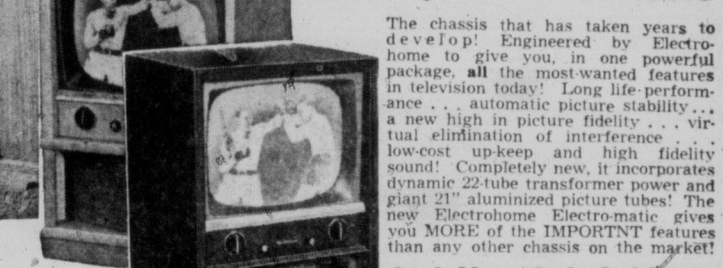 The chassis that has taken years to
develop! Engineered by Electro-
home to give you, in one powerful
package, all the most-wanted features
in television today! Long life perform-
ance . . . automatic picture stability . . .
a new high in picture fidelity . . . vir-
tual elimination of interference . . .
low-cost up-keep and high fidelity
sound! Completely new, it incorporates
dynamic 22-tube transformer power and
giant 21" aluminized picture tubes! The
new Electrohome Electro-matic gives
you MORE of the IMPORTNT features
than any other chassis on the market!